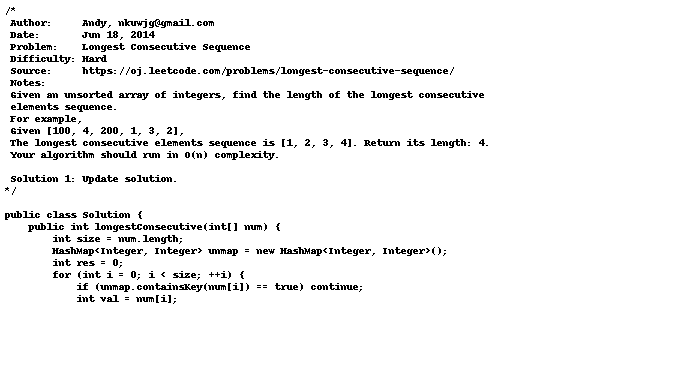 /*
 Author:     Andy, nkuwjg@gmail.com
 Date:       Jun 18, 2014
 Problem:    Longest Consecutive Sequence
 Difficulty: Hard
 Source:     https://oj.leetcode.com/problems/longest-consecutive-sequence/
 Notes:
 Given an unsorted array of integers, find the length of the longest consecutive
 elements sequence.
 For example,
 Given [100, 4, 200, 1, 3, 2],
 The longest consecutive elements sequence is [1, 2, 3, 4]. Return its length: 4.
 Your algorithm should run in O(n) complexity.

 Solution 1: Update solution.
*/

public class Solution {
    public int longestConsecutive(int[] num) {
        int size = num.length;
        HashMap<Integer, Integer> unmap = new HashMap<Integer, Integer>();
        int res = 0;
        for (int i = 0; i < size; ++i) {
            if (unmap.containsKey(num[i]) == true) continue;
            int val = num[i];